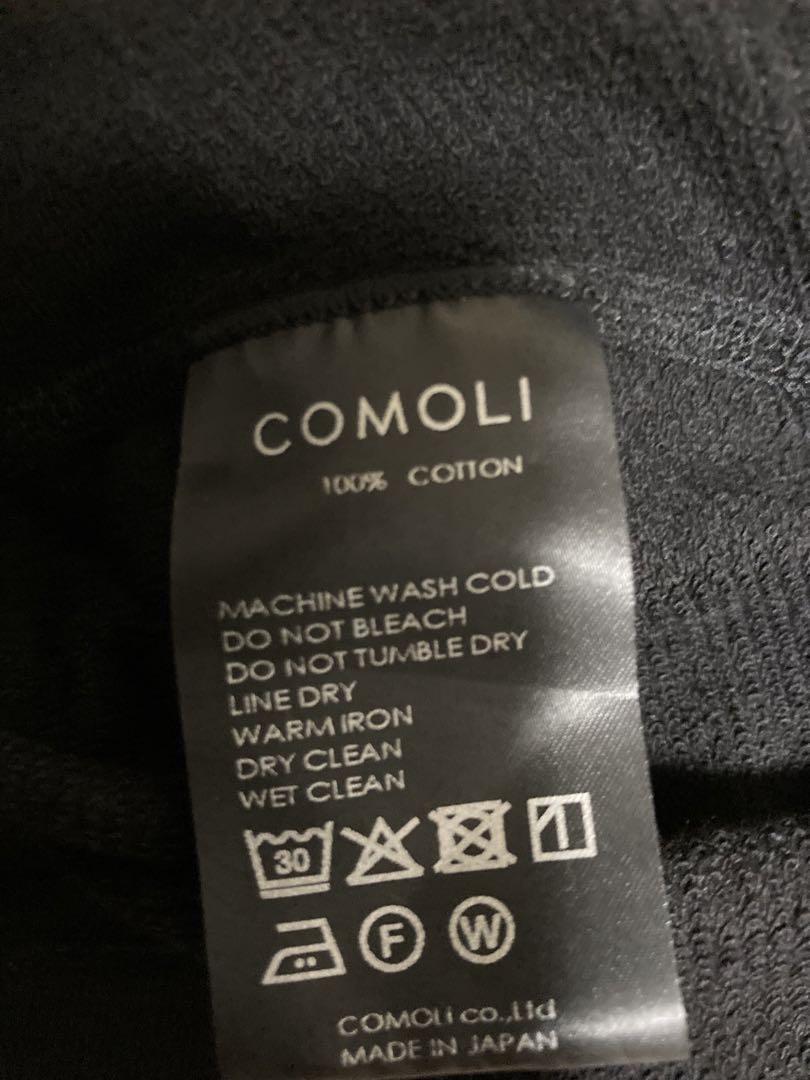 COMOLI
100% COTTON
MACHINE WASH COLD
DO NOT BLEACH
DO NOT TUMBLE DRY
LINE DRY
WARM IRON
DRY CLEAN
WET CLEAN
30
F W
COMOLI co.,Ltd
MADE IN JAPAN